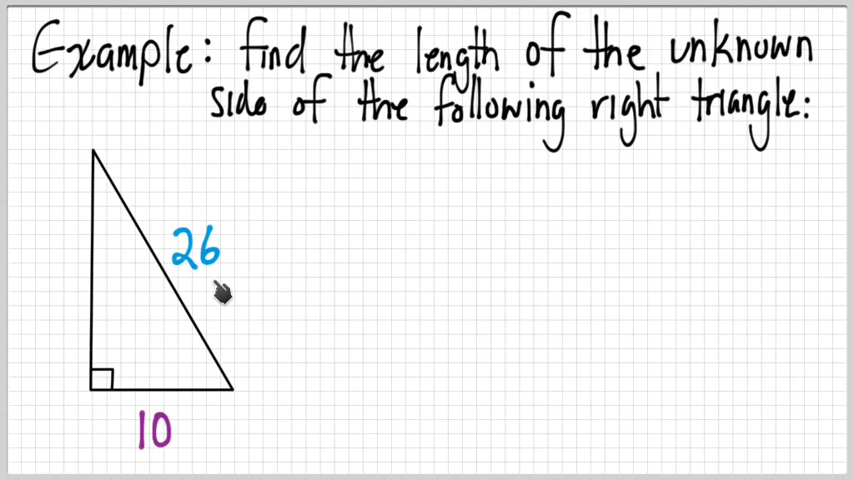 Example: find the length of the unknown
side of the following right triangle:
26
10